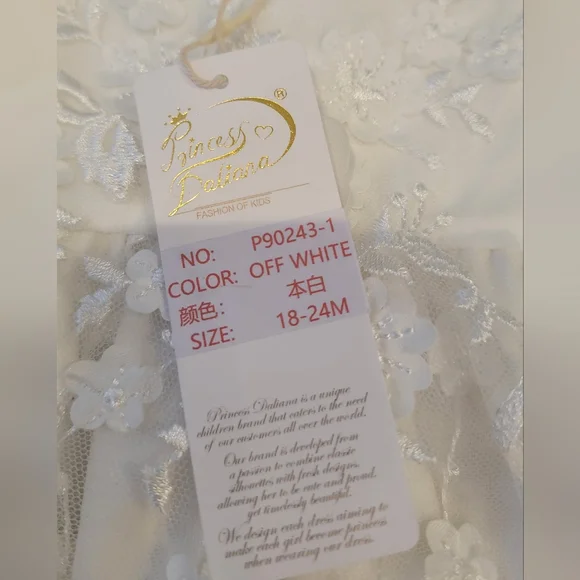 ®
Princess
Daliana
FASHION OF KIDS
NO: P90243-1
COLOR: OFF WHITE
颜色: 本白
SIZE: 18-24M
Princess Daliana is a unique
children brand that caters to the need
of our customers all over the world.
Our brand is developed from
a passion to combine classic
silhouettes with fresh designs,
allowing her to be cute and proud,
yet timelessly beautiful.
We design each dress aiming to
make each girl become princess
when wearing our dress.